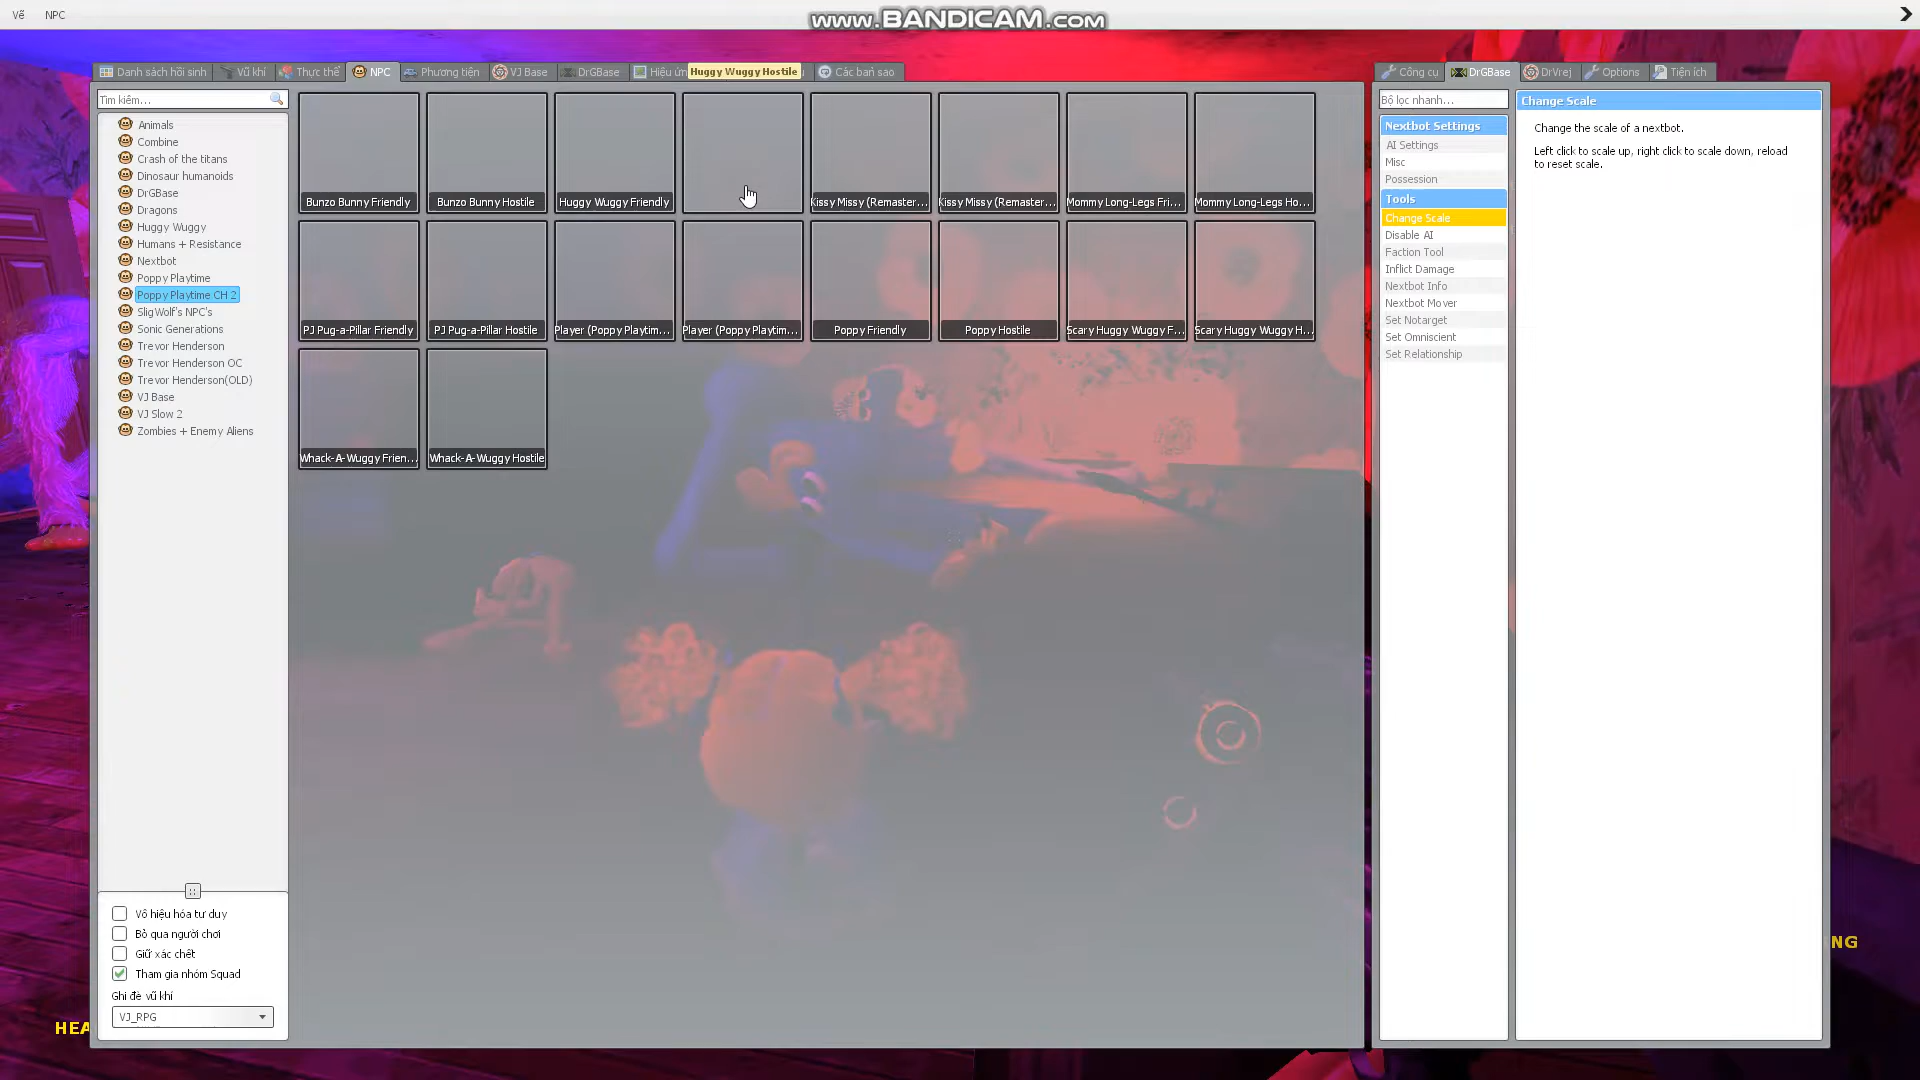 Vẽ NPC
www.BANDICAM.com
Danh sách hồi sinh Vũ khí Thực thể NPC Phương tiện VJ Base DrGBase Hiệu ứn
Huggy Wuggy Hostile
Các bản sao
Tìm kiếm...
Animals
Combine
Crash of the titans
Dinosaur humanoids
DrGBase
Dragons
Huggy Wuggy
Humans + Resistance
Nextbot
Poppy Playtime
Poppy Playtime CH 2
SligWolf's NPC's
Sonic Generations
Trevor Henderson
Trevor Henderson OC
Trevor Henderson(OLD)
VJ Base
VJ Slow 2
Zombies + Enemy Aliens
Vô hiệu hóa tư duy
Bỏ qua người chơi
Giữ xác chết
Tham gia nhóm Squad
Ghi đè vũ khí
VJ_RPG
Bunzo Bunny Friendly Bunzo Bunny Hostile Huggy Wuggy Friendly Kissy Missy (Remaster... Kissy Missy (Remaster... Mommy Long-Legs Fri... Mommy Long-Legs Ho...
PJ Pug-a-Pillar Friendly PJ Pug-a-Pillar Hostile Player (Poppy Playtim... Player (Poppy Playtim... Poppy Friendly Poppy Hostile Scary Huggy Wuggy F... Scary Huggy Wuggy H...
Whack-A-Wuggy Frien... Whack-A-Wuggy Hostile
Công cụ DrGBase DrVrej Options Tiện ích
Bộ lọc nhanh...
Nextbot Settings
AI Settings
Misc
Possession
Tools
Change Scale
Disable AI
Faction Tool
Inflict Damage
Nextbot Info
Nextbot Mover
Set Notarget
Set Omniscient
Set Relationship
Change Scale
Change the scale of a nextbot.
Left click to scale up, right click to scale down, reload
to reset scale.
NG
HEA